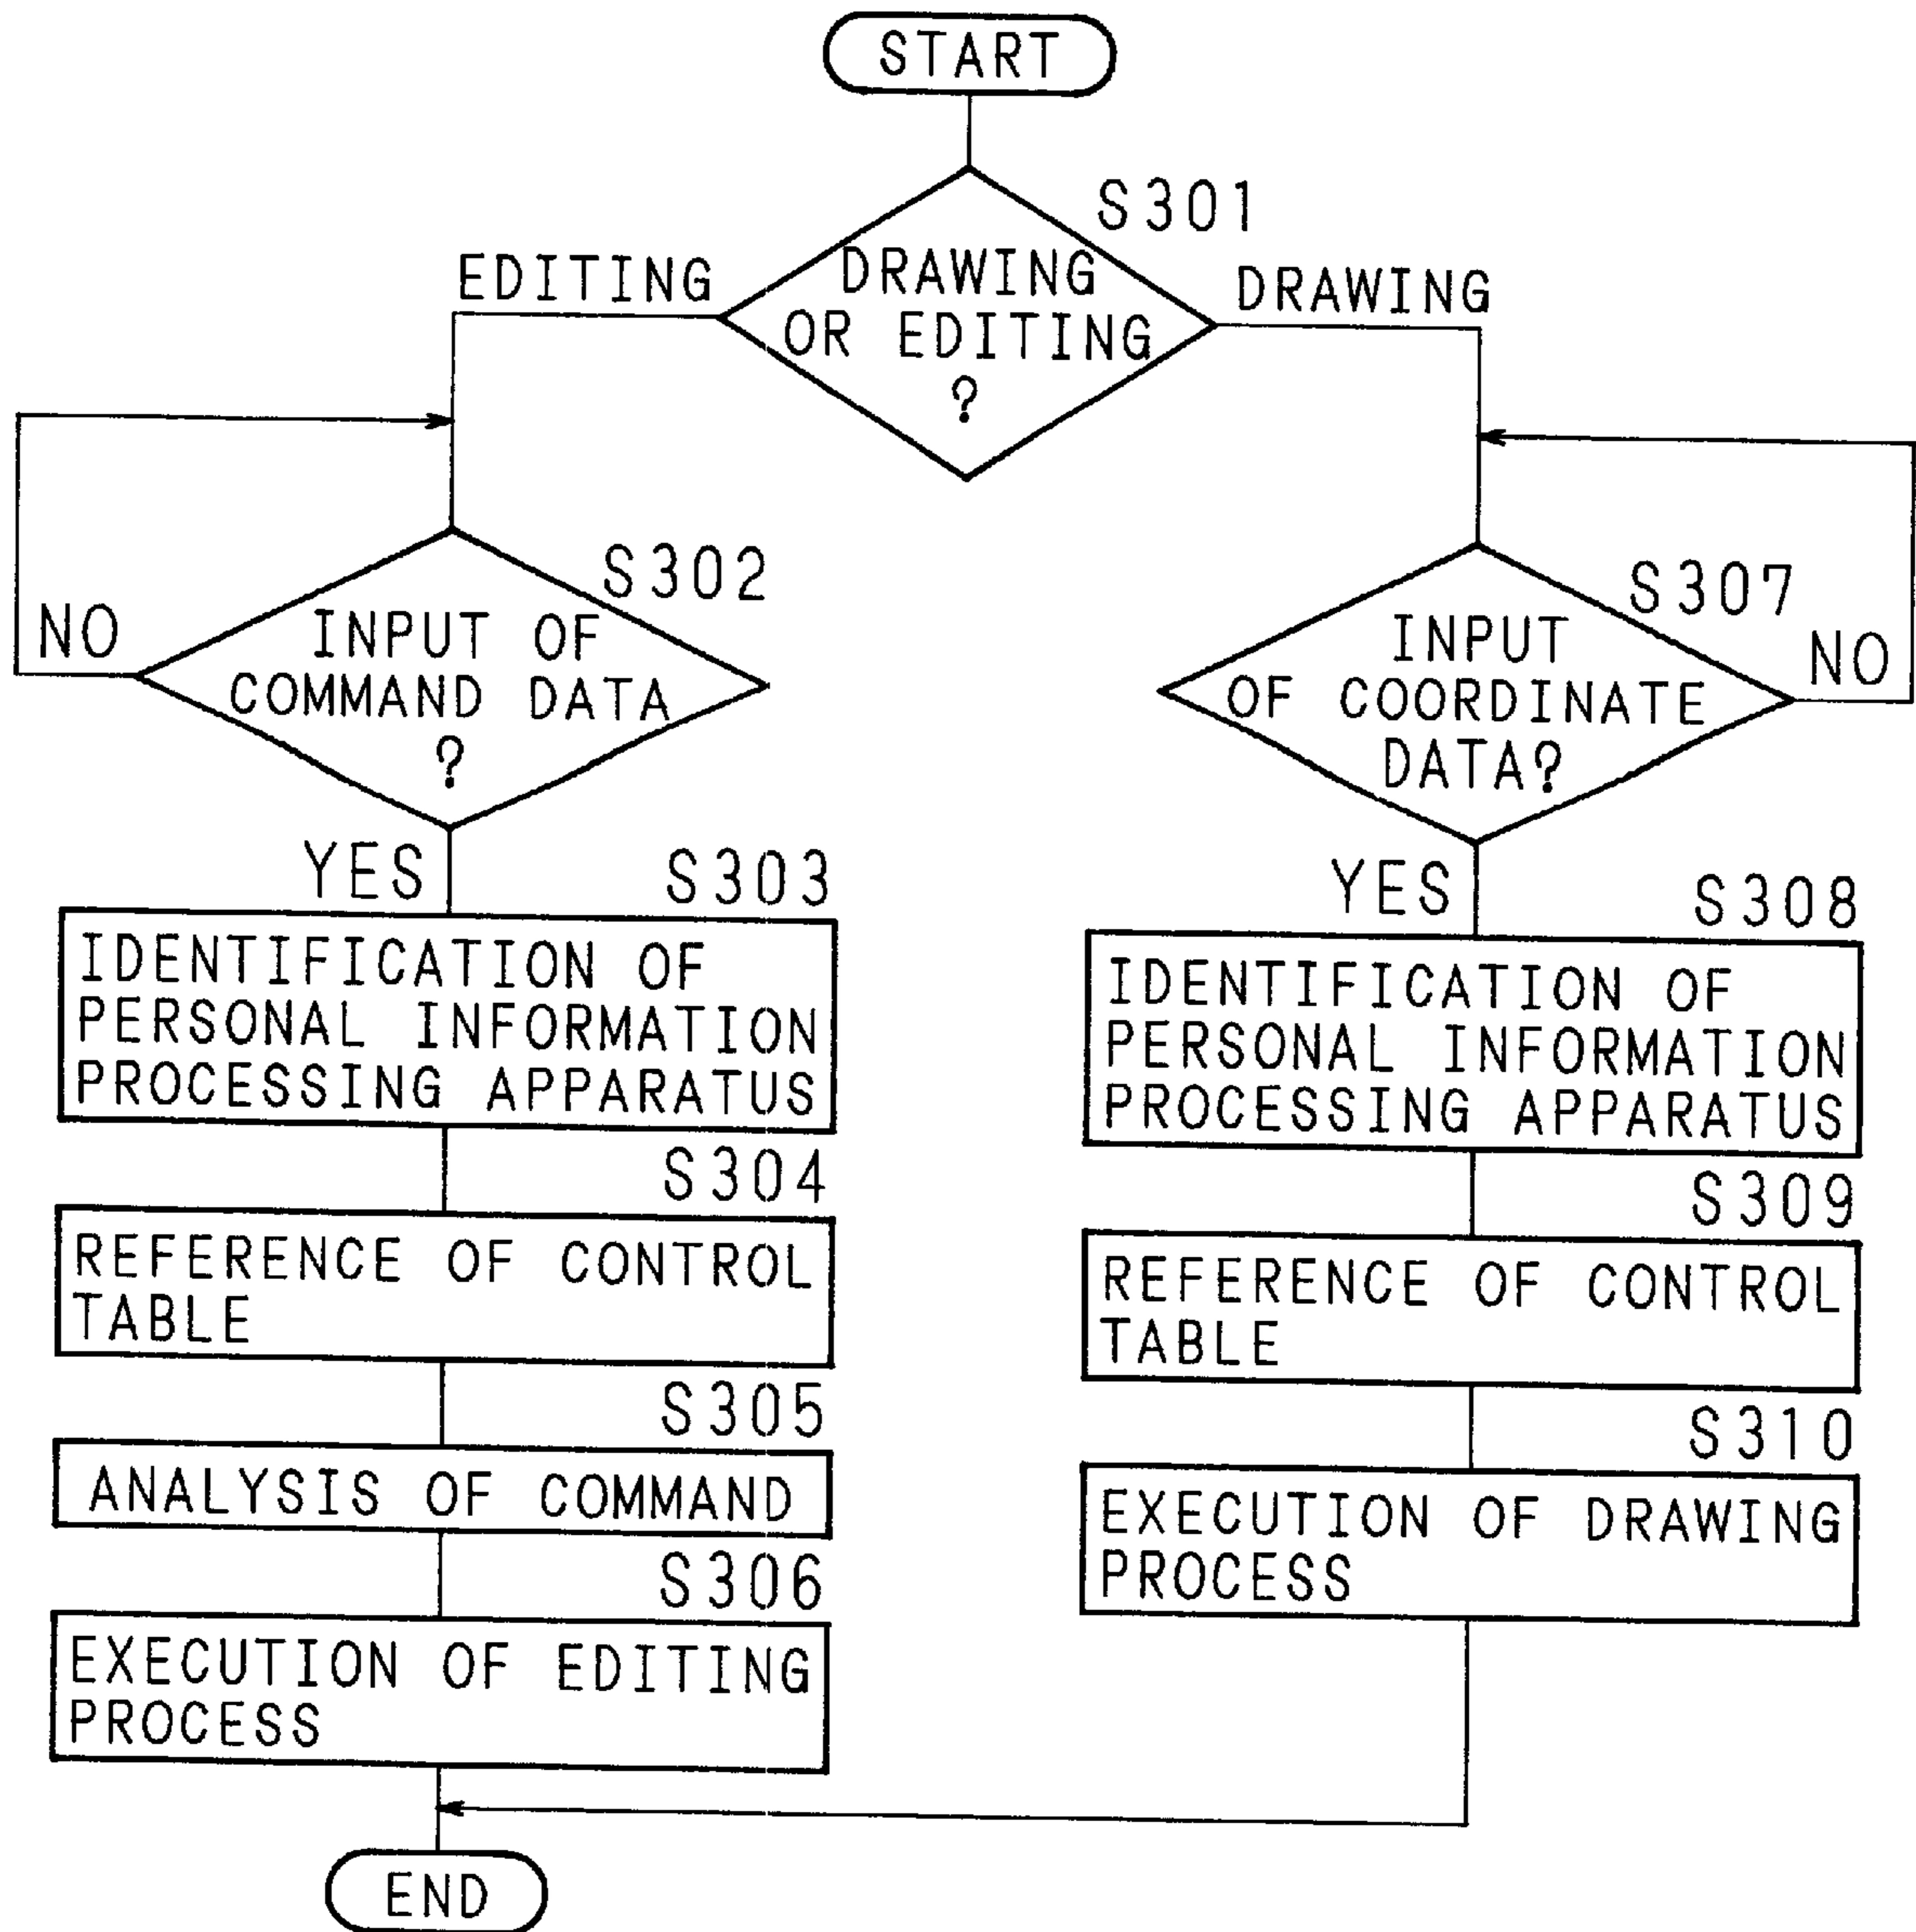 START
S301
DRAWING
OR EDITING
?
EDITING
DRAWING
S302
INPUT OF
COMMAND DATA
?
NO
YES
S303
IDENTIFICATION OF
PERSONAL INFORMATION
PROCESSING APPARATUS
S304
REFERENCE OF CONTROL
TABLE
S305
ANALYSIS OF COMMAND
S306
EXECUTION OF EDITING
PROCESS
S307
INPUT
OF COORDINATE
DATA?
NO
YES
S308
IDENTIFICATION OF
PERSONAL INFORMATION
PROCESSING APPARATUS
S309
REFERENCE OF CONTROL
TABLE
S310
EXECUTION OF DRAWING
PROCESS
END